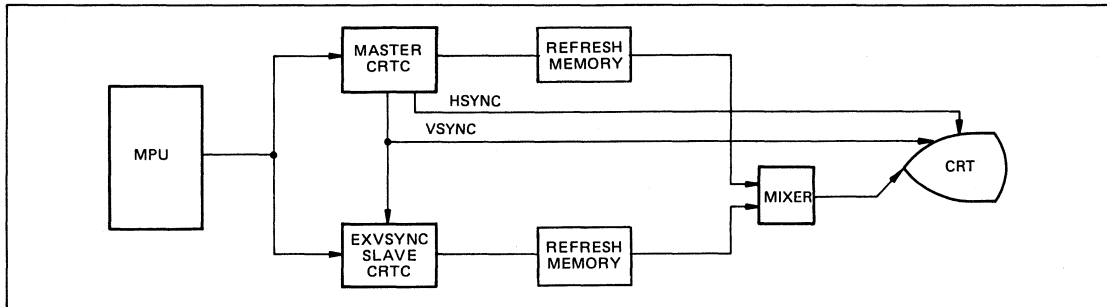 MASTER
CRTC
REFRESH
MEMORY
HSYNC
VSYNC
MPU
CRT
MIXER
EXVSYNC
SLAVE
CRTC
REFRESH
MEMORY